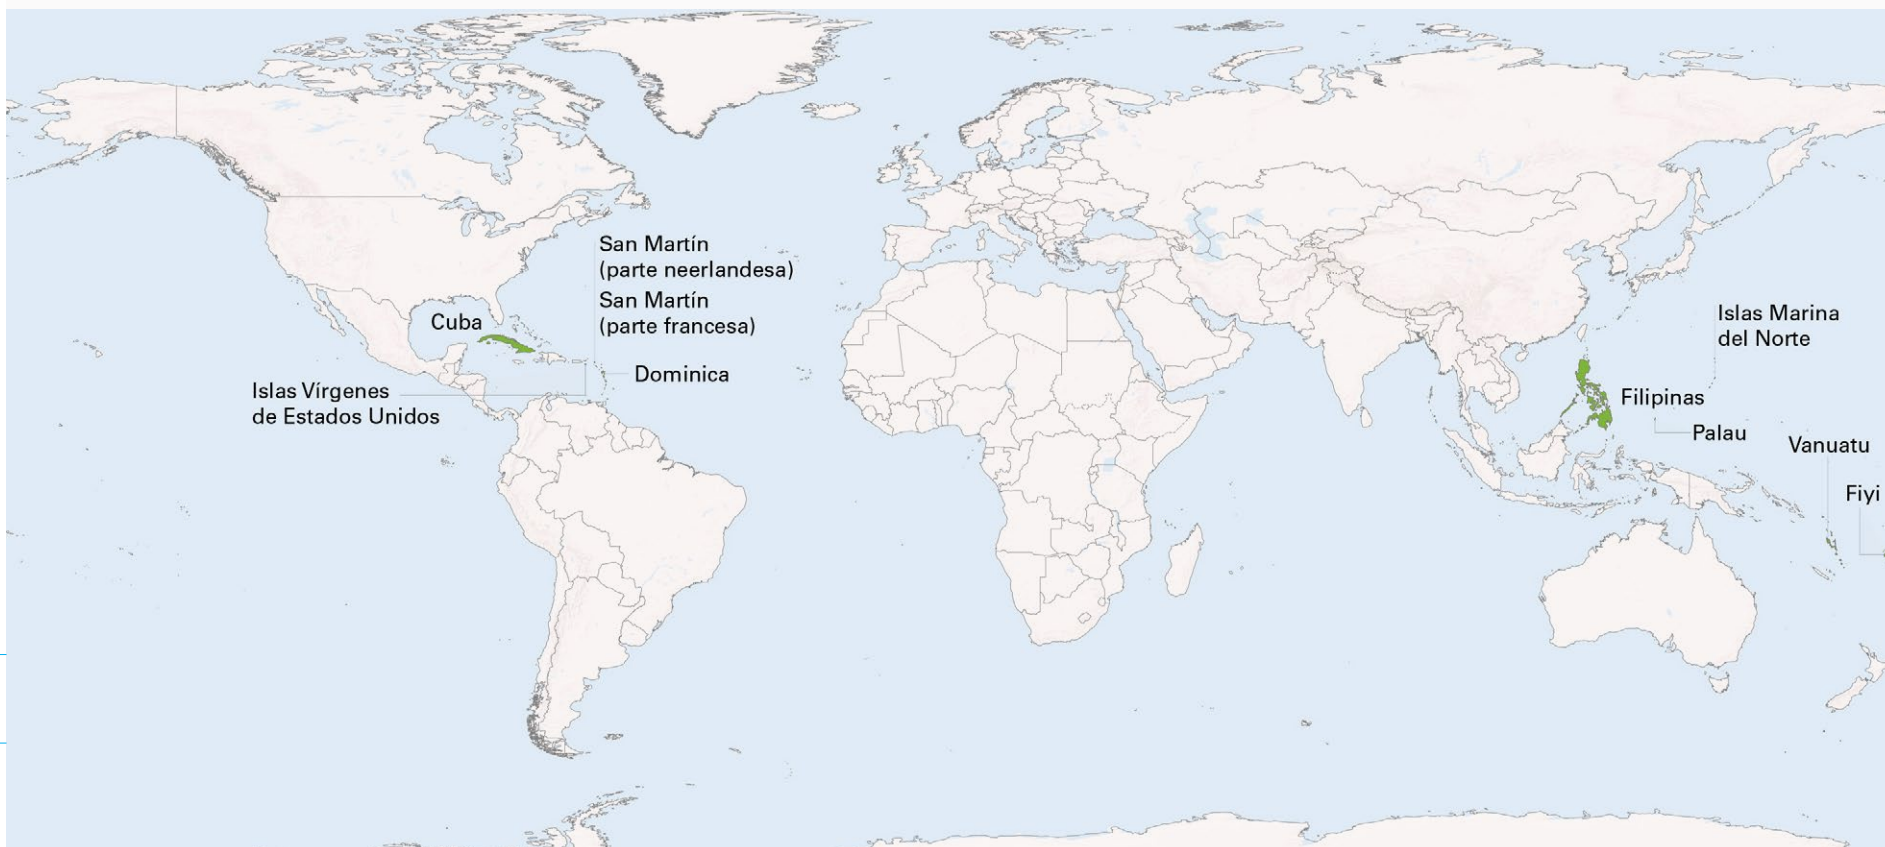 San Martín
(parte neerlandesa)
San Martín
(parte francesa)
Cuba
Dominica
Islas Vírgenes
de Estados Unidos
Islas Marina
del Norte
Filipinas
Palau
Vanuatu
Fiyi